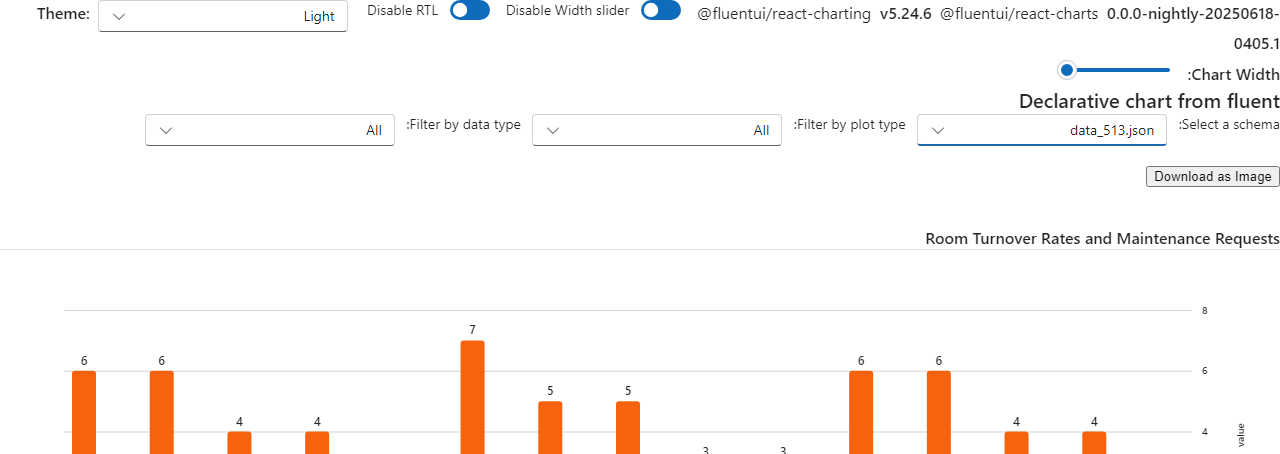 Theme: Light Disable RTL Disable Width slider @fluentui/react-charting v5.24.6 @fluentui/react-charts 0.0.0-nightly-20250618-
0405.1
:Chart Width
Declarative chart from fluent
:Select a schema data_513.json :Filter by plot type All :Filter by data type All
Download as Image
Room Turnover Rates and Maintenance Requests
8
7
6 6 6 6 6
5 5
4 4 4 4 4
3 3
value